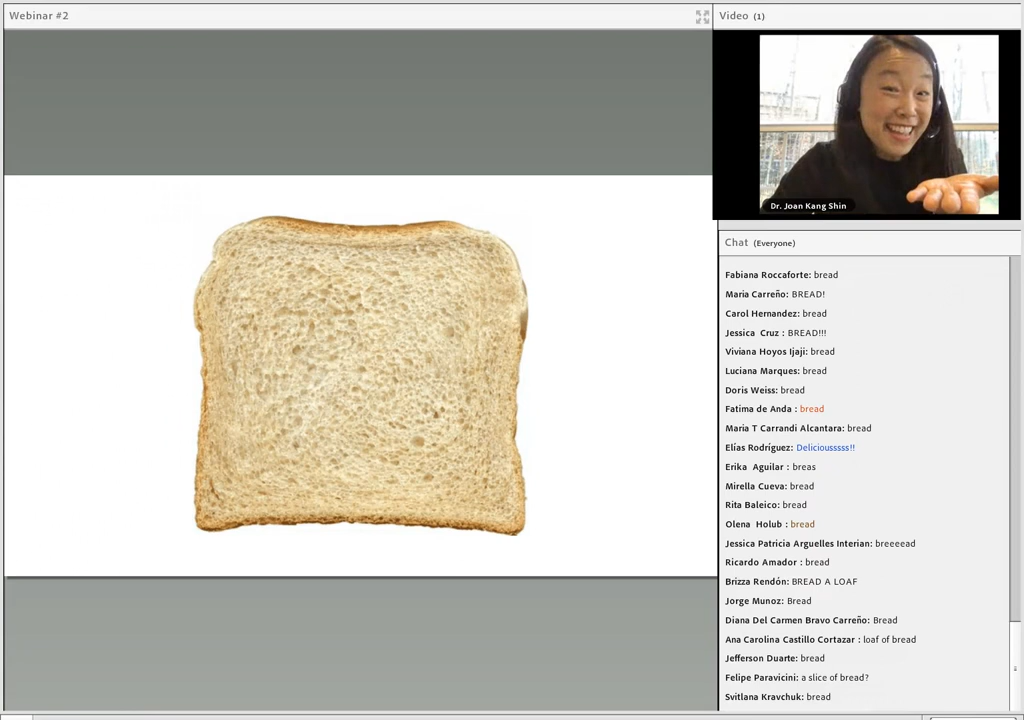 Webinar #2
Video (1)
Dr. Joan Kang Shin
Chat (Everyone)
Fabiana Roccaforte: bread
Maria Carreño: BREAD!
Carol Hernandez: bread
Jessica Cruz : BREAD!!!
Viviana Hoyos Ijaji: bread
Luciana Marques: bread
Doris Weiss: bread
Fatima de Anda : bread
Maria T Carrandi Alcantara: bread
Elías Rodríguez: Deliciousssss!!
Erika Aguilar : breas
Mirella Cueva: bread
Rita Baleico: bread
Olena Holub : bread
Jessica Patricia Arguelles Interian: breeeead
Ricardo Amador : bread
Brizza Rendón: BREAD A LOAF
Jorge Munoz: Bread
Diana Del Carmen Bravo Carreño: Bread
Ana Carolina Castillo Cortazar : loaf of bread
Jefferson Duarte: bread
Felipe Paravicini: a slice of bread?
Svitlana Kravchuk: bread